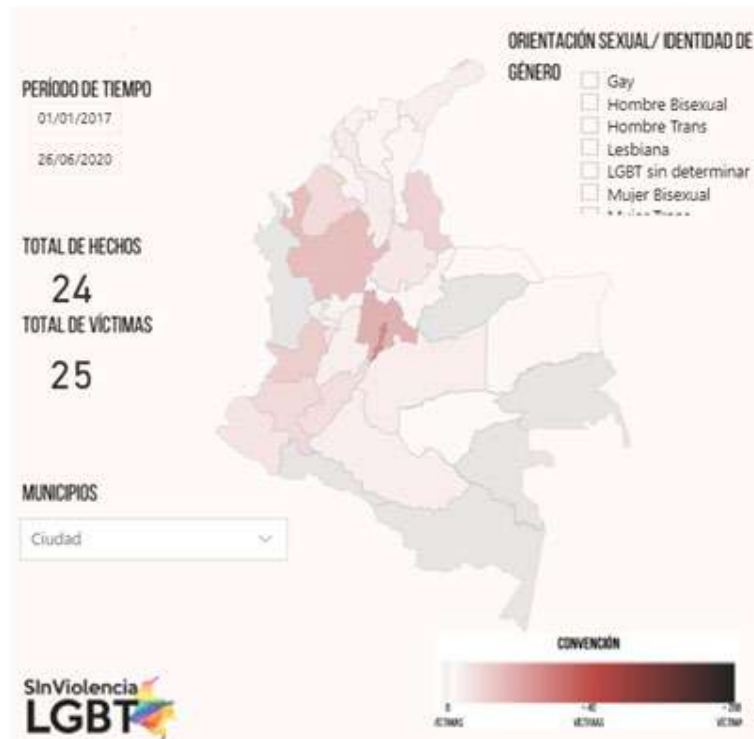 ORIENTACIÓN SEXUAL/ IDENTIDAD DE
GÉNERO
Gay
Hombre Bisexual
Hombre Trans
Lesbiana
LGBT sin determinar
Mujer Bisexual
PERÍODO DE TIEMPO
01/01/2017
26/06/2020
TOTAL DE HECHOS
24
TOTAL DE VÍCTIMAS
25
MUNICIPIOS
Ciudad
CONVENCIÓN
SInViolencia
LGBT